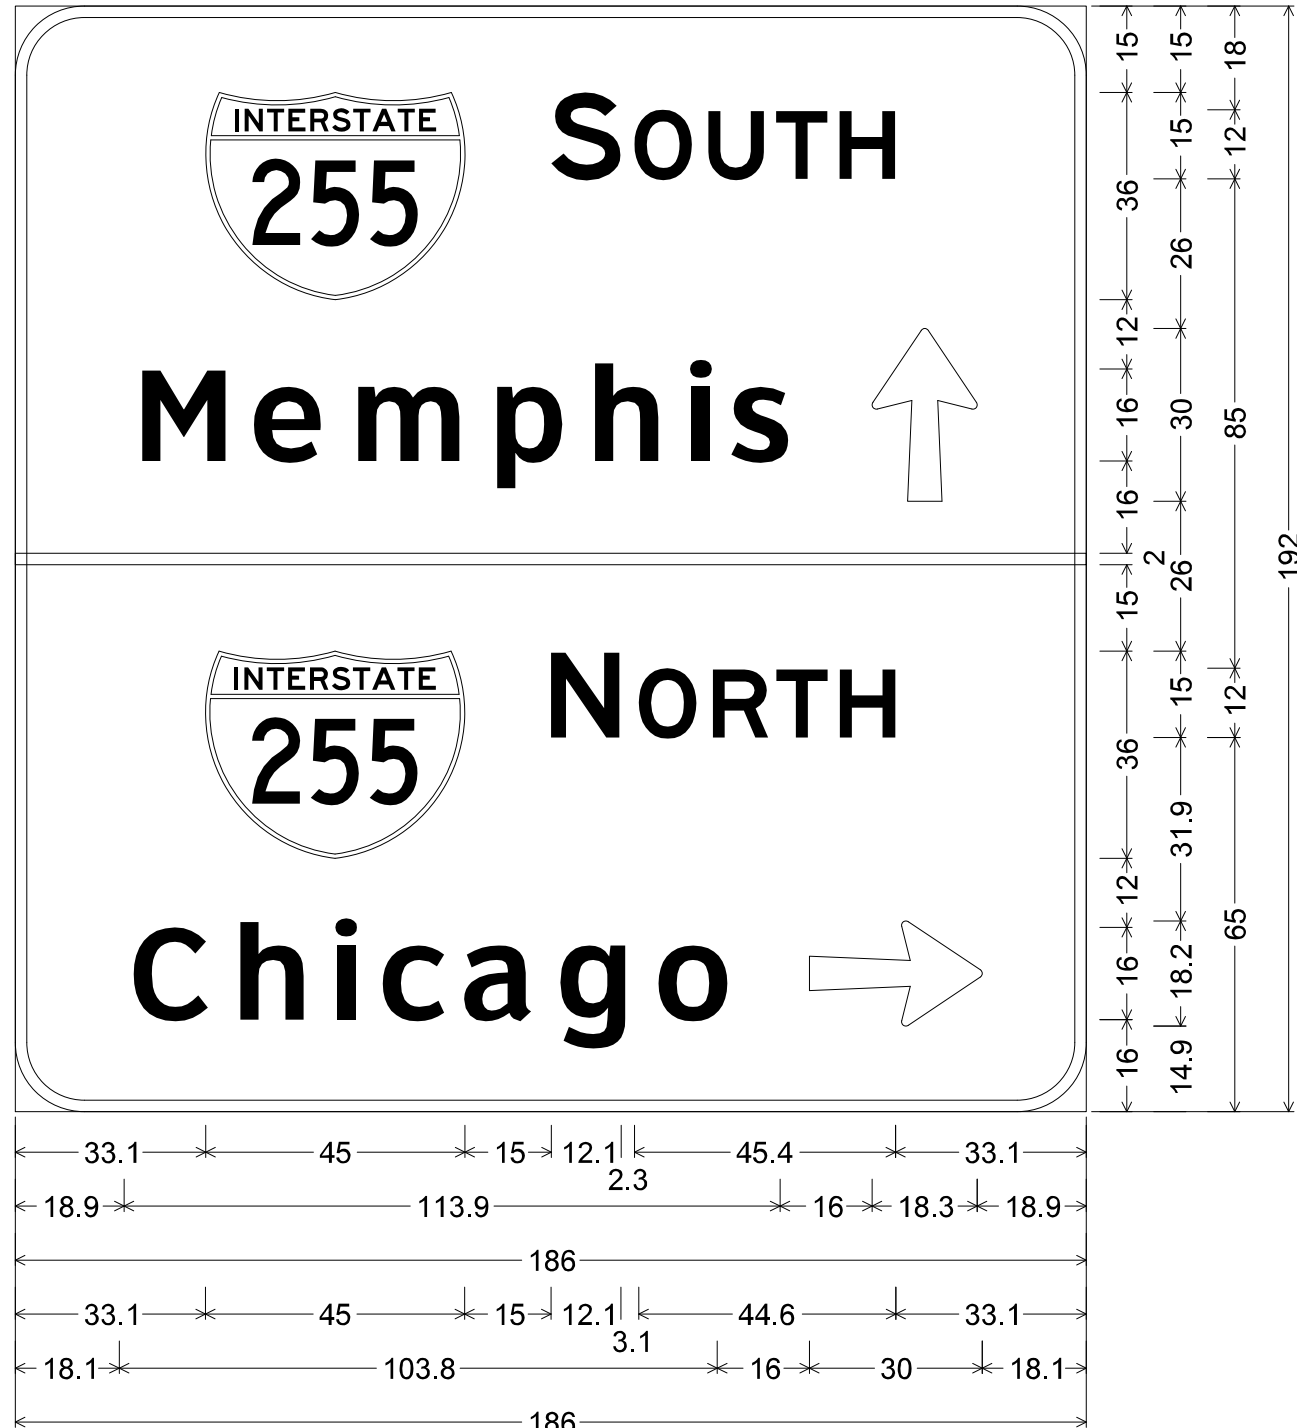 INTERSTATE
255 SOUTH
Memphis
INTERSTATE
255 NORTH
Chicago
15 15 18
15 12
36
26
12
16 30 85
16
2 26 192
15
15 12
36
31.9
12
16 18.2 65
16 14.9
33.1 45 15 12.1 45.4 33.1
2.3
18.9 113.9 16 18.3 18.9
186
33.1 45 15 12.1 44.6 33.1
3.1
18.1 103.8 16 30 18.1
186